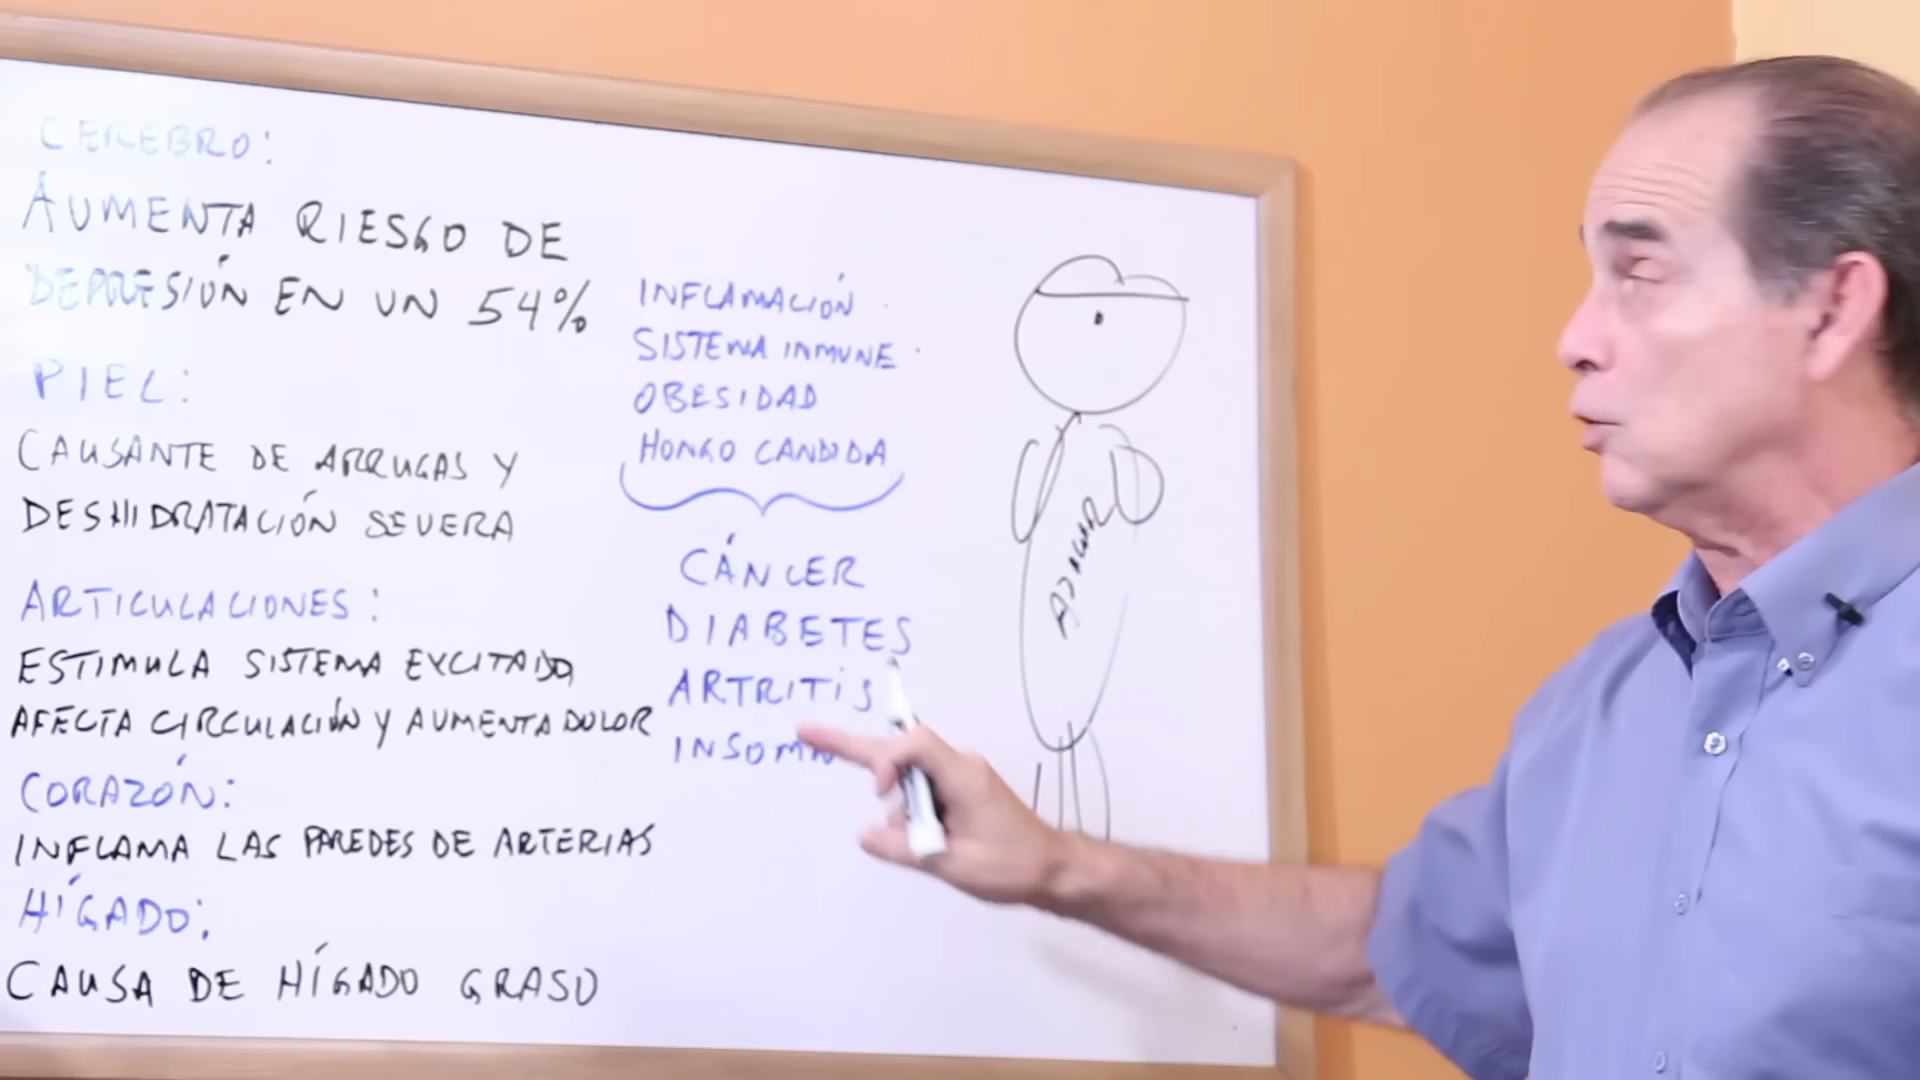 CEREBRO:
AUMENTA RIESGO DE
DEPRESIÓN EN UN 54%
PIEL:
CAUSANTE DE ARRUGAS Y
DESHIDRATACIÓN SEVERA
ARTICULACIONES:
ESTIMULA SISTEMA EXCITADO,
AFECTA CIRCULACIÓN Y AUMENTA DOLOR
CORAZÓN:
INFLAMA LAS PAREDES DE ARTERIAS
HÍGADO:
CAUSA DE HÍGADO GRASO
INFLAMACIÓN
SISTEMA INMUNE
OBESIDAD
HONGO CANDIDA
CÁNCER
DIABETES
ARTRITIS
AZÚCAR